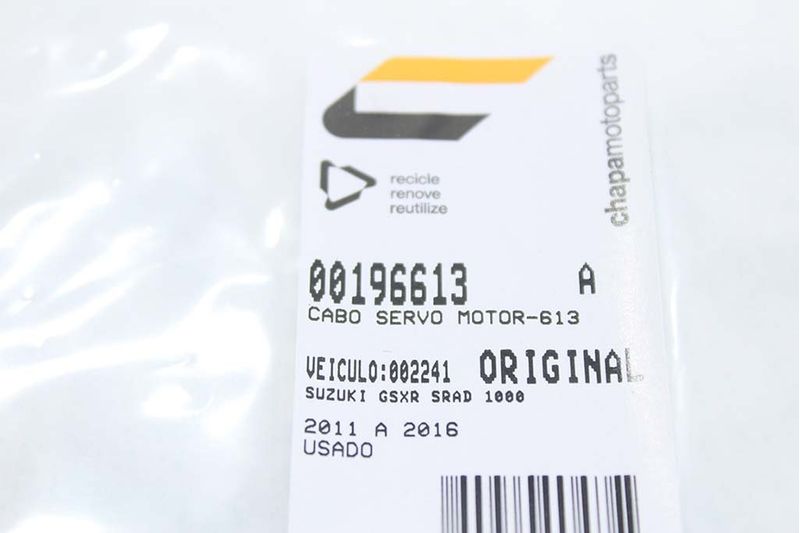 chapamotoparts
recicle
renove
reutilize
00196613 A
CABO SERVO MOTOR-613
VEICULO:002241 ORIGINAL
SUZUKI GSXR SRAD 1000
2011 A 2016
USADO